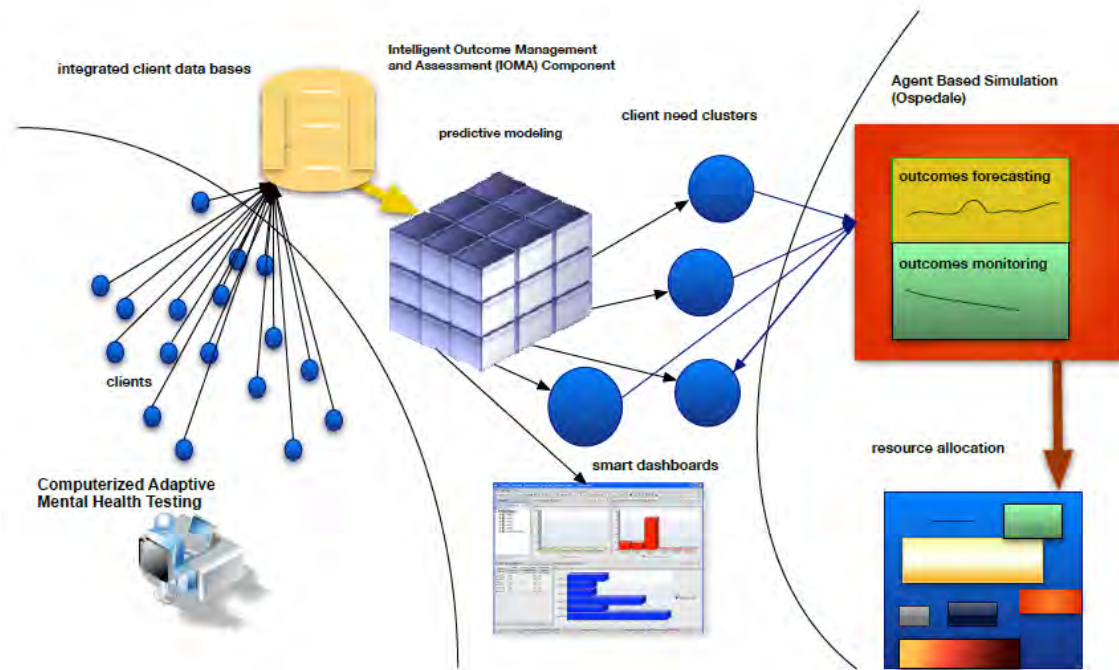 integrated client data bases
Intelligent Outcome Management
and Assessment (IOMA) Component
predictive modeling
client need clusters
Agent Based Simulation
(Ospedale)
outcomes forecasting
outcomes monitoring
clients
Computerized Adaptive
Mental Health Testing
smart dashboards
resource allocation